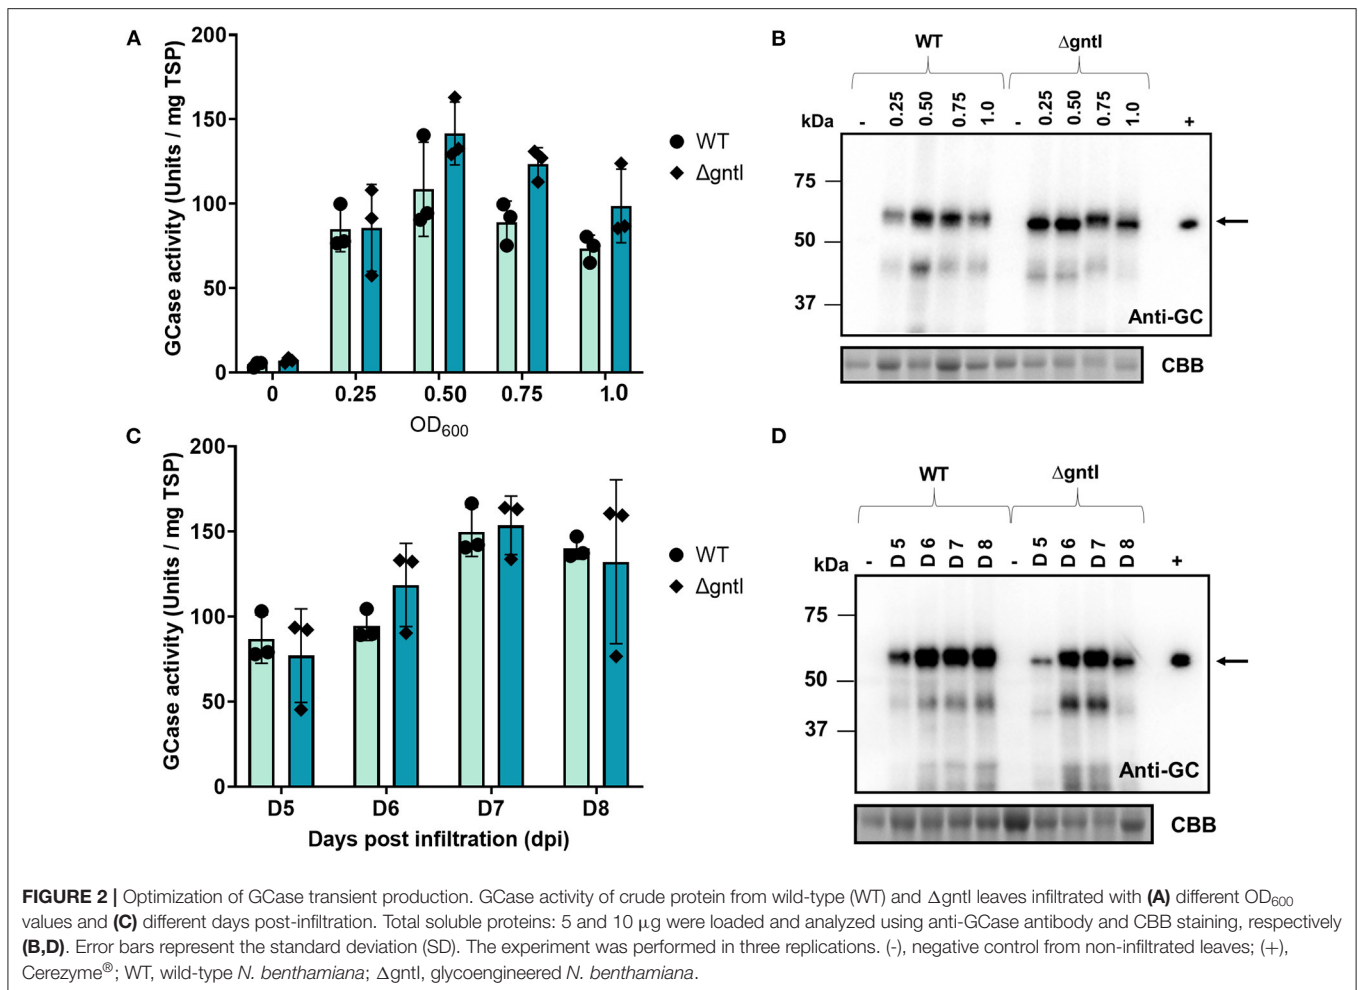 A
200
150
100
50
0
GCase activity (Units / mg TSP)
0 0.25 0.50 0.75 1.0
OD600
WT
Δgntl
B
WT Δgntl
kDa - 0.25 0.50 0.75 1.0 - 0.25 0.50 0.75 1.0 +
75
50
37
Anti-GC
CBB
C
200
150
100
50
0
GCase activity (Units / mg TSP)
D5 D6 D7 D8
Days post infiltration (dpi)
WT
Δgntl
D
WT Δgntl
kDa - D 5 D 6 D 7 D 8 - D 5 D 6 D 7 D 8 +
75
50
37
Anti-GC
CBB
FIGURE 2 | Optimization of GCase transient production. GCase activity of crude protein from wild-type (WT) and Δgntl leaves infiltrated with (A) different OD600
values and (C) different days post-infiltration. Total soluble proteins: 5 and 10 μg were loaded and analyzed using anti-GCase antibody and CBB staining, respectively
(B,D). Error bars represent the standard deviation (SD). The experiment was performed in three replications. (-), negative control from non-infiltrated leaves; (+),
Cerezyme®; WT, wild-type N. benthamiana; Δgntl, glycoengineered N. benthamiana.